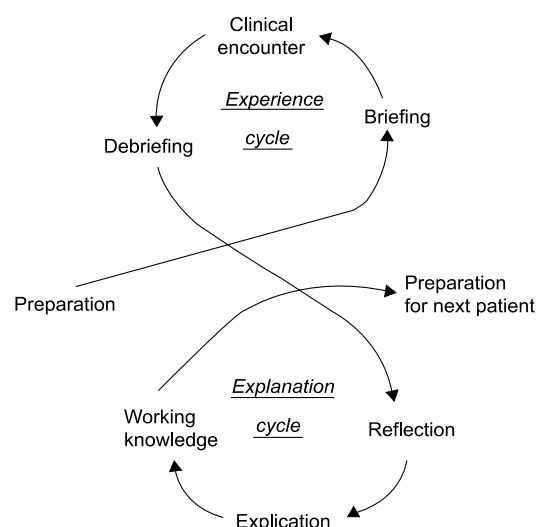 Clinical
encounter
Experience
cycle
Briefing
Debriefing
Preparation
Preparation
for next patient
Explanation
cycle
Working
knowledge
Reflection
Explication